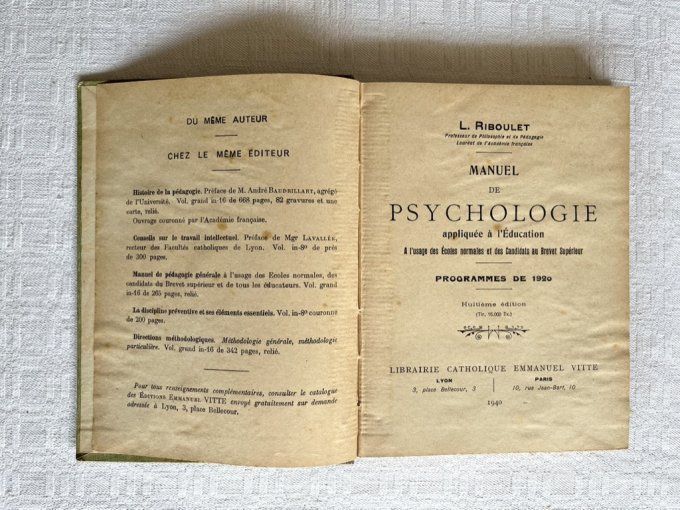 DU MÊME AUTEUR
CHEZ LE MÊME ÉDITEUR
Histoire de la pédagogie. Préface de M. André BAUDRILLART, agrégé
de l'Université. Vol. grand in-16 de 668 pages, 82 gravures et une
carte, relié.
Ouvrage couronné par l'Académie française.
Conseils sur le travail intellectuel. Préface de Mgr LAVALLÉE,
recteur des Facultés catholiques de Lyon. Vol. in-8º de près
de 300 pages.
Manuel de pédagogie générale à l'usage des Ecoles normales, des
candidats du Brevet supérieur et de tous les éducateurs. Vol. grand
in-16 de 265 pages, relié.
La discipline préventive et ses éléments essentiels. Vol. in-8º couronne
de 200 pages.
Directions méthodologiques. Méthodologie générale, méthodologie
particulière. Vol. grand in-16 de 342 pages, relié.
Pour tous renseignements complémentaires, consulter le catalogue
des ÉDITIONS EMMANUEL VITTE envoyé gratuitement sur demande
adressée à Lyon, 3, place Bellecour.
L. RIBOULET
Professeur de Philosophie et de Pédagogie
Lauréat de l'Académie française
MANUEL
DE
PSYCHOLOGIE
appliquée à l'Éducation
A l'usage des Écoles normales et des Candidats au Brevet Supérieur
PROGRAMMES DE 1920
Huitième édition
LIBRAIRIE CATHOLIQUE EMMANUEL VITTE
LYON
3, place Bellecour, 3
PARIS
10, rue Jean-Bart, 10
1940